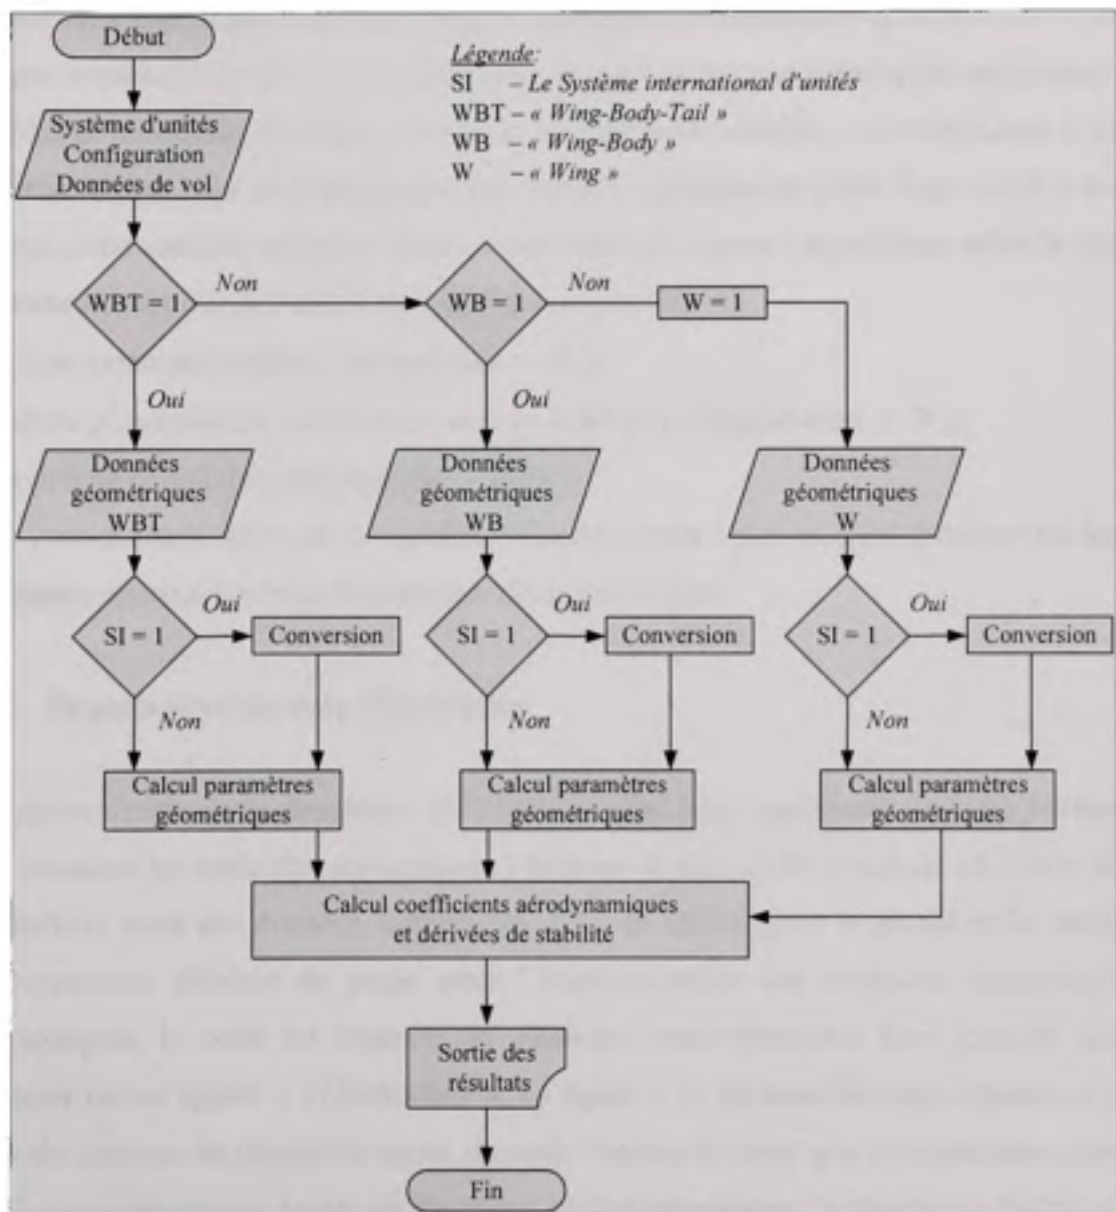 Début
Légende:
SI – Le Système international d'unités
WBT – « Wing-Body-Tail »
WB – « Wing-Body »
W – « Wing »
Système d'unités
Configuration
Données de vol
WBT = 1
Non
WB = 1
Non
W = 1
Oui
Oui
Données
géométriques
WBT
Données
géométriques
WB
Données
géométriques
W
SI = 1
Oui
Conversion
SI = 1
Oui
Conversion
SI = 1
Oui
Conversion
Non
Non
Non
Calcul paramètres
géométriques
Calcul paramètres
géométriques
Calcul paramètres
géométriques
Calcul coefficients aérodynamiques
et dérivées de stabilité
Sortie des
résultats
Fin